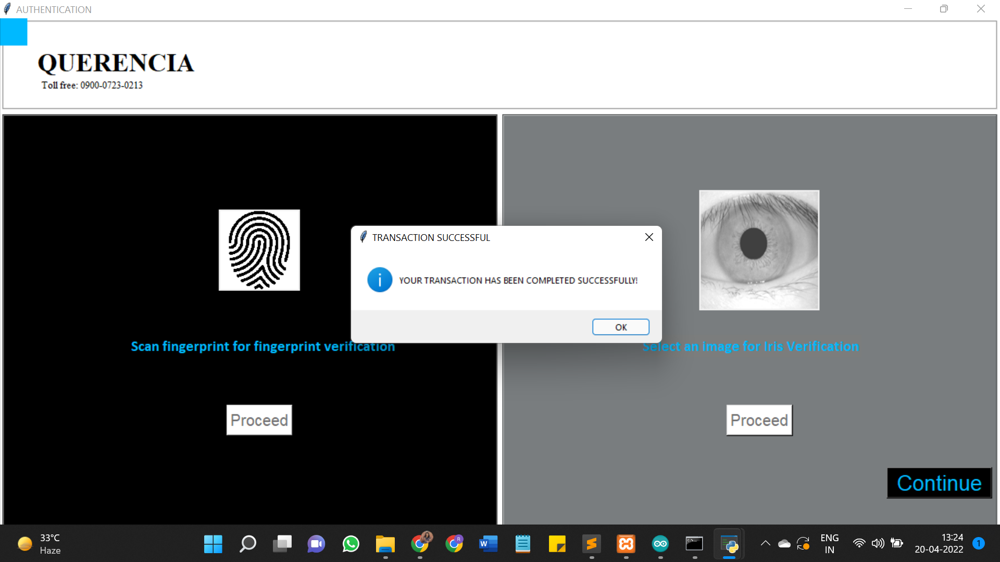 AUTHENTICATION
QUERENCIA
Toll free: 0900-0723-0213
TRANSACTION SUCCESSFUL
YOUR TRANSACTION HAS BEEN COMPLETED SUCCESSFULLY!
OK
Scan fingerprint for fingerprint verification
Select an image for Iris Verification
Proceed
Proceed
Continue
33°C
Haze
R
W
ENG
IN
13:24
20-04-2022
1